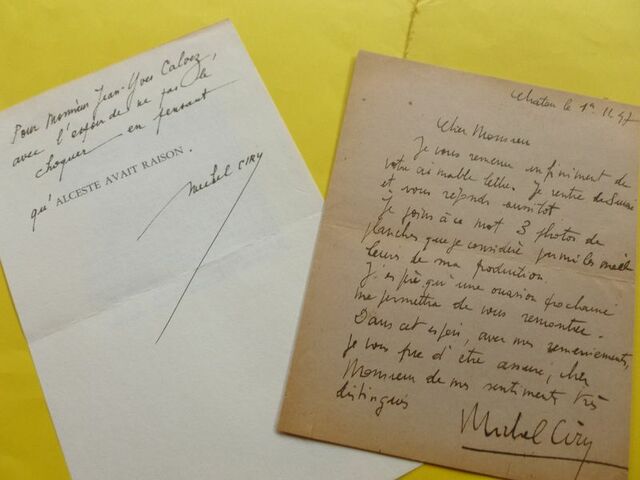 Pour Monsieur Jean-Yves Calvez,
avec l'espoir de ne pas le
choquer en pensant
qu' ALCESTE AVAIT RAISON.
Michel CIRY
Chatou le 1er 11 47
Cher Monsieur
Je vous remercie infiniment de
votre aimable lettre. Je rentre de Suisse
et vous réponds aussitôt
Je joins à ce mot 3 photos de
planches que je considère parmi les meil
leures de ma production
J'espère qu'une occasion prochaine
me permettra de vous rencontrer.
Dans cet espoir, avec mes remerciements,
je vous prie d'être assuré, cher
Monsieur de mes sentiments très
distingués
Michel Ciry